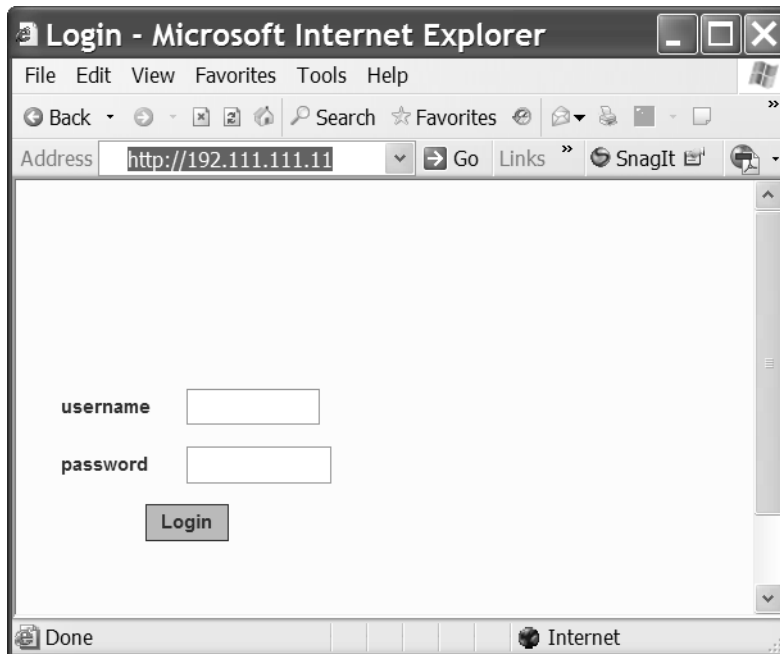 Login - Microsoft Internet Explorer
File Edit View Favorites Tools Help
Back Search Favorites »
Address http://192.111.111.11 Go Links » SnagIt
username
password
Login
Done Internet